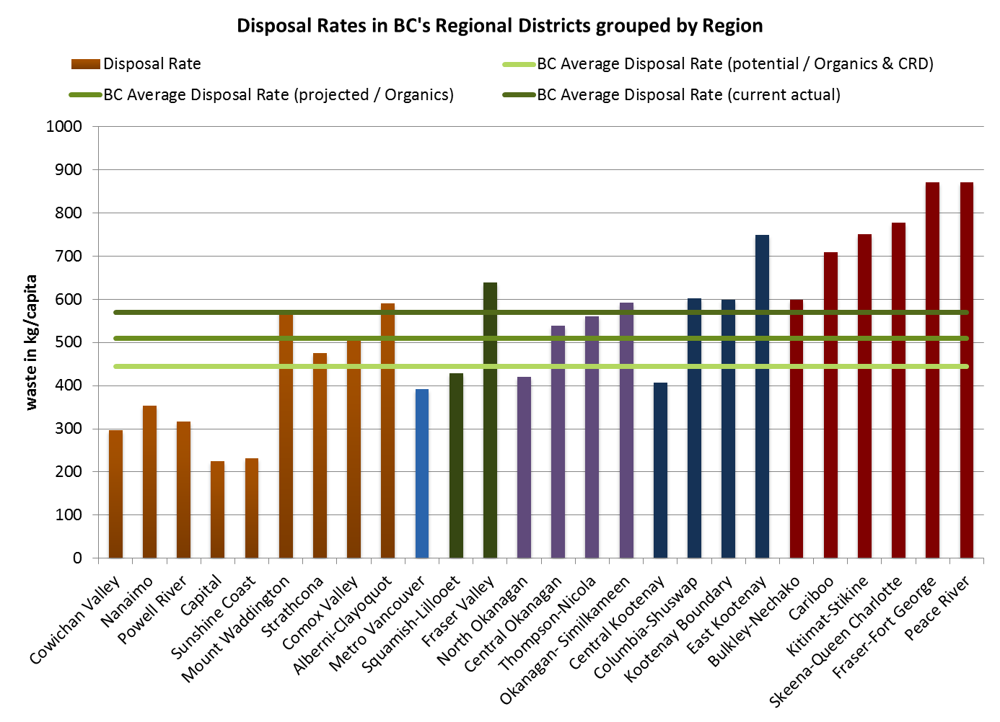 Disposal Rates in BC's Regional Districts grouped by Region
Disposal Rate
BC Average Disposal Rate (potential / Organics & CRD)
BC Average Disposal Rate (projected / Organics)
BC Average Disposal Rate (current actual)
waste in kg/capita
1000
900
800
700
600
500
400
300
200
100
0
Cowichan Valley
Nanaimo
Powell River
Capital
Sunshine Coast
Mount Waddington
Strathcona
Comox Valley
Alberni-Clayoquot
Metro Vancouver
Squamish-Lillooet
Fraser Valley
North Okanagan
Central Okanagan
Thompson-Nicola
Okanagan- Similkameen
Central Kootenay
Columbia-Shuswap
Kootenay Boundary
East Kootenay
Bulkley-Nechako
Cariboo
Kitimat-Stikine
Skeena-Queen Charlotte
Fraser-Fort George
Peace River